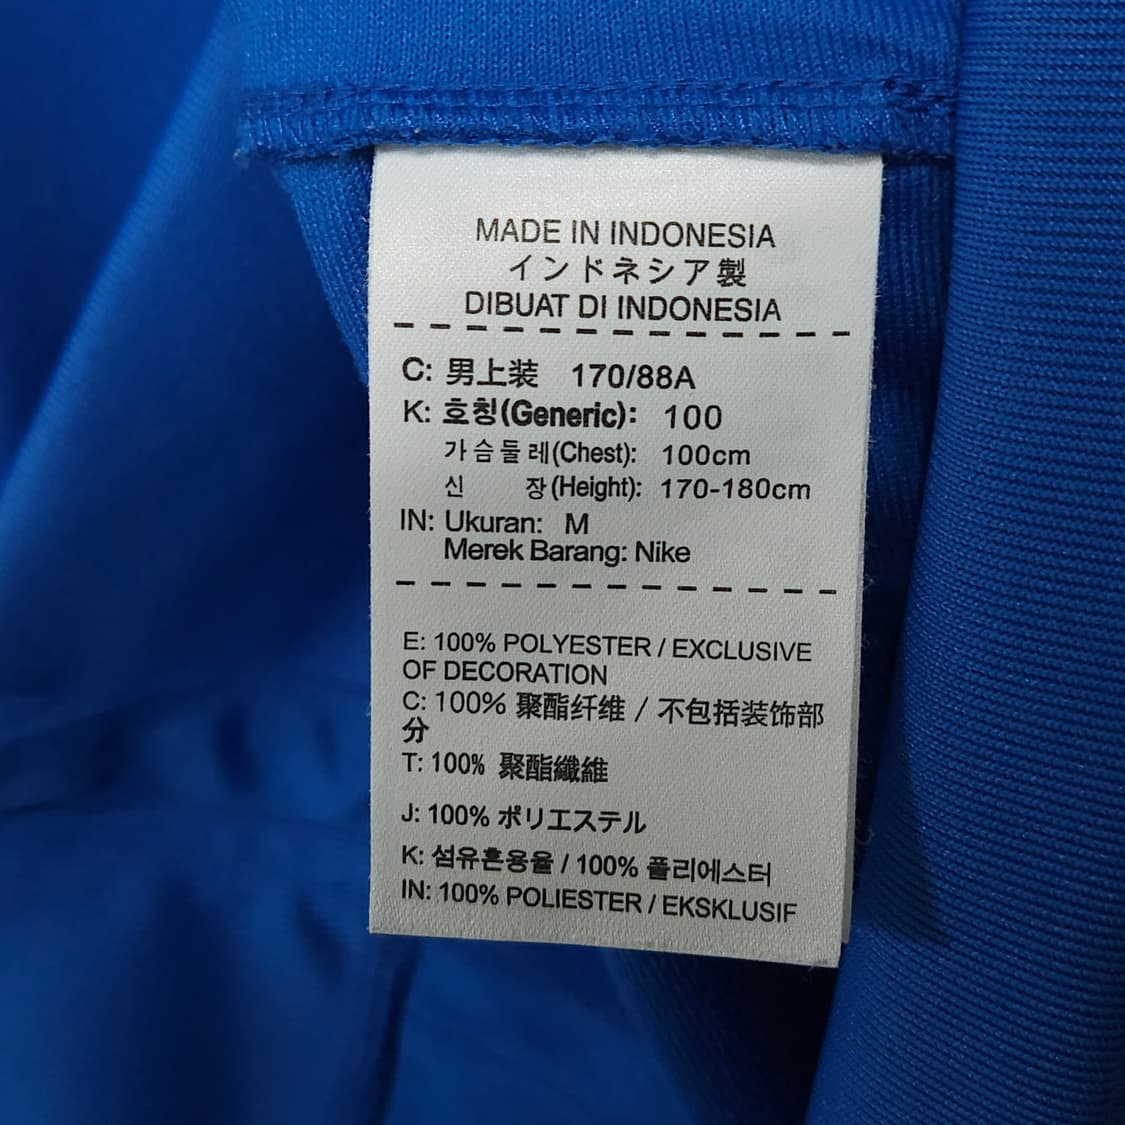 MADE IN INDONESIA
インドネシア製
DIBUAT DI INDONESIA
C: 男上装 170/88A
K: 호칭(Generic): 100
가슴둘레(Chest): 100cm
신 장(Height): 170-180cm
IN: Ukuran: M
Merek Barang: Nike
E: 100% POLYESTER / EXCLUSIVE
OF DECORATION
C: 100% 聚酯纤维 / 不包括装饰部
分
T: 100% 聚酯纖維
J: 100% ポリエステル
K: 섬유혼용율 / 100% 폴리에스터
IN: 100% POLIESTER / EKSKLUSIF